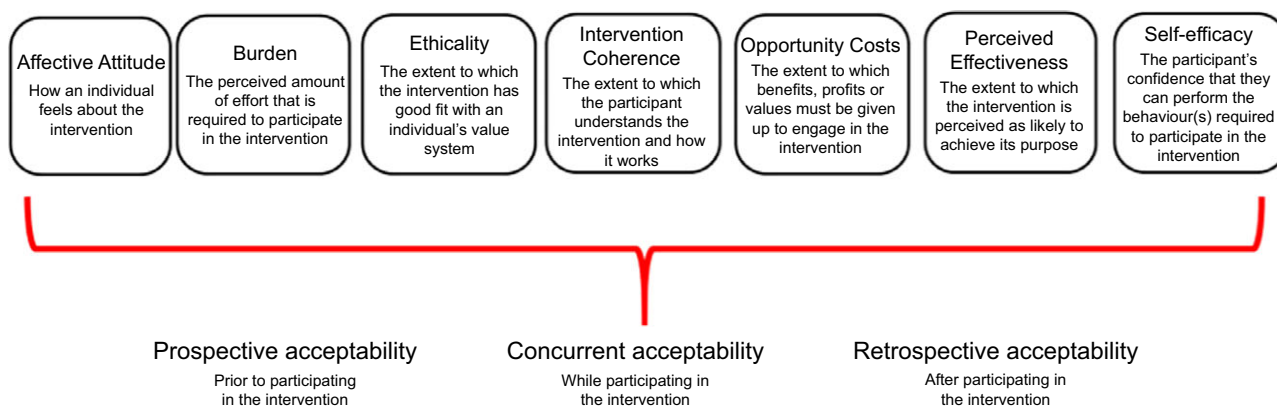 Affective Attitude
How an individual
feels about the
intervention
Burden
The perceived amount
of effort that is
required to participate
in the intervention
Ethicality
The extent to which
the intervention has
good fit with an
individual's value
system
Intervention
Coherence
The extent to which
the participant
understands the
intervention and how
it works
Opportunity Costs
The extent to which
benefits, profits or
values must be given
up to engage in the
intervention
Perceived
Effectiveness
The extent to which
the intervention is
perceived as likely to
achieve its purpose
Self-efficacy
The participant's
confidence that they
can perform the
behaviour(s) required
to participate in the
intervention
Prospective acceptability
Prior to participating
in the intervention
Concurrent acceptability
While participating in
the intervention
Retrospective acceptability
After participating in
the intervention